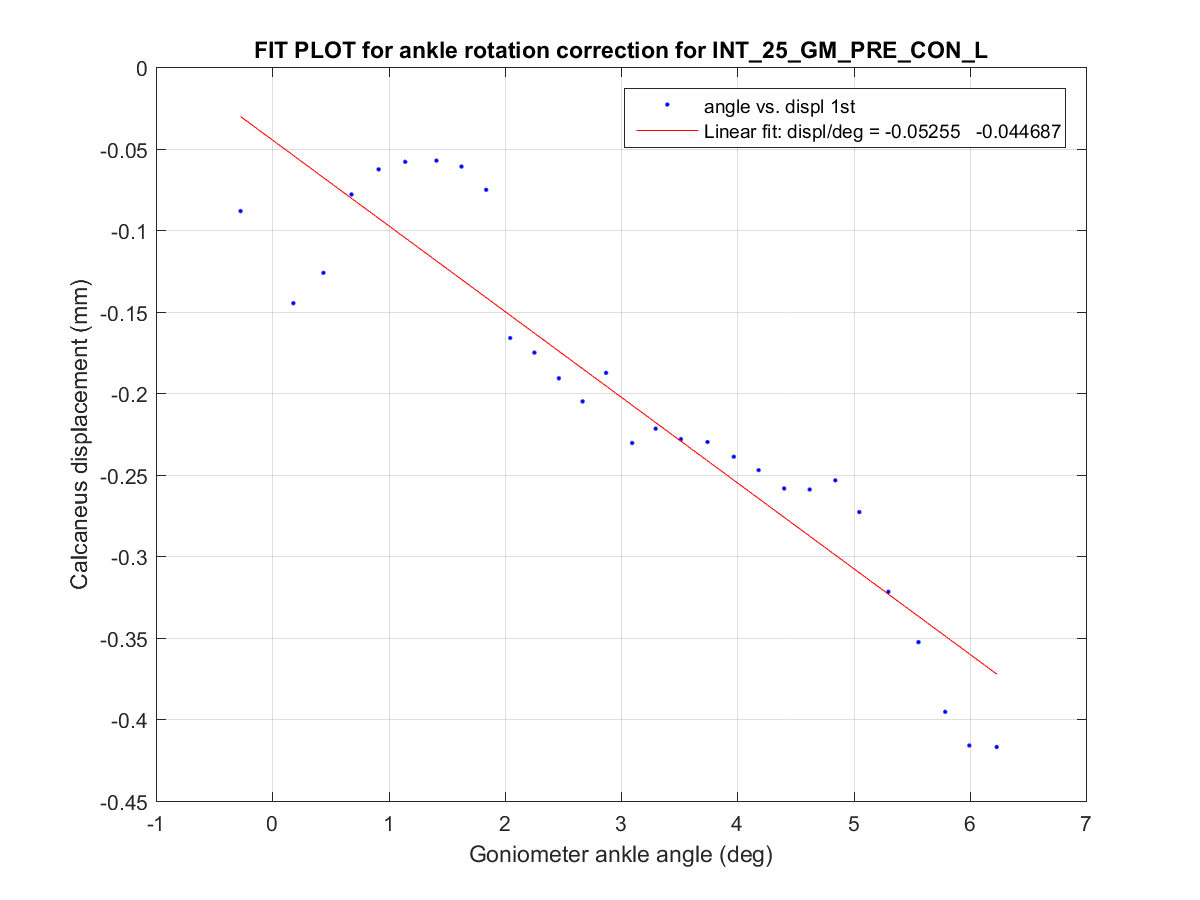 FIT PLOT for ankle rotation correction for INT_25_GM_PRE_CON_L
angle vs. displ 1st
Linear fit: displ/deg = -0.05255   -0.044687
0
-0.05
-0.1
-0.15
-0.2
-0.25
-0.3
-0.35
-0.4
-0.45
Calcaneus displacement (mm)
-1 0 1 2 3 4 5 6 7
Goniometer ankle angle (deg)